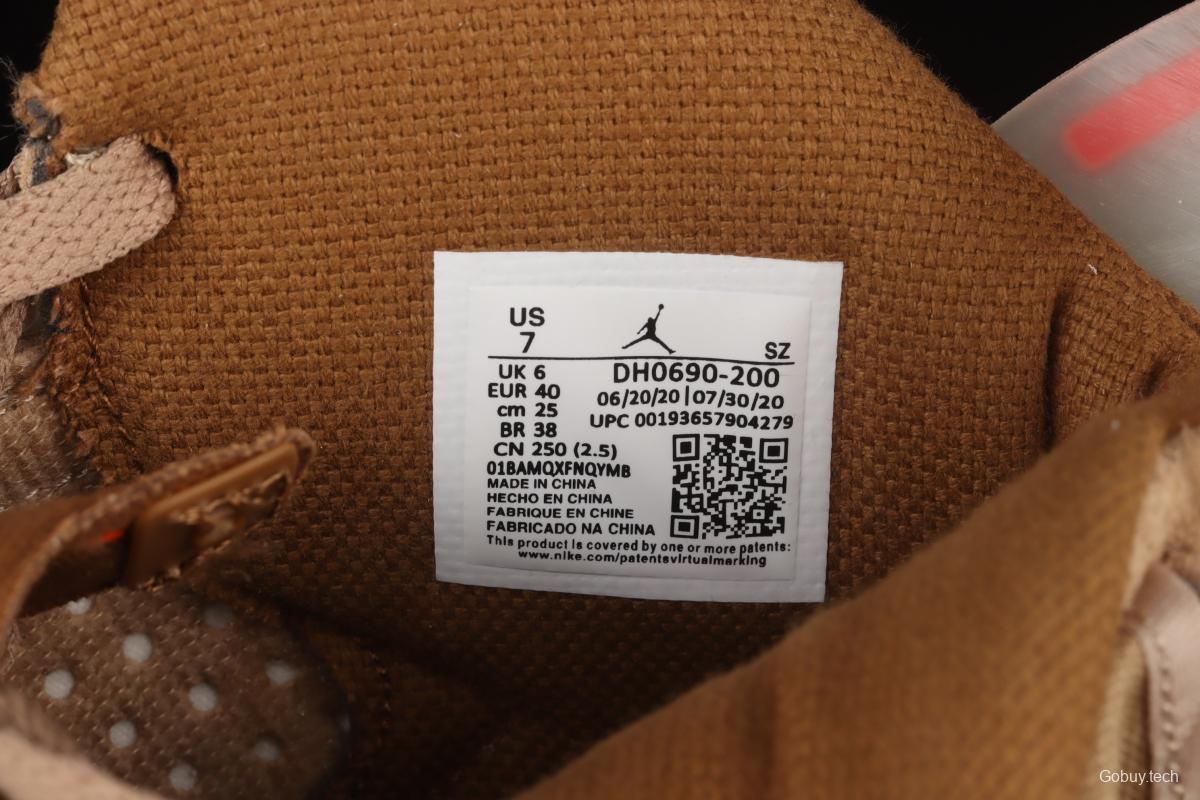 US
7
SZ
UK 6
DH0690-200
EUR 40
06/20/20 | 07/30/20
cm 25
UPC 00193657904279
BR 38
CN 250 (2.5)
01BAMQXFNQYMB
MADE IN CHINA
HECHO EN CHINA
FABRIQUE EN CHINE
FABRICADO NA CHINA
This product is covered by one or more patents:
www.nike.com/patentsvirtualmarking
Gobuy.tech